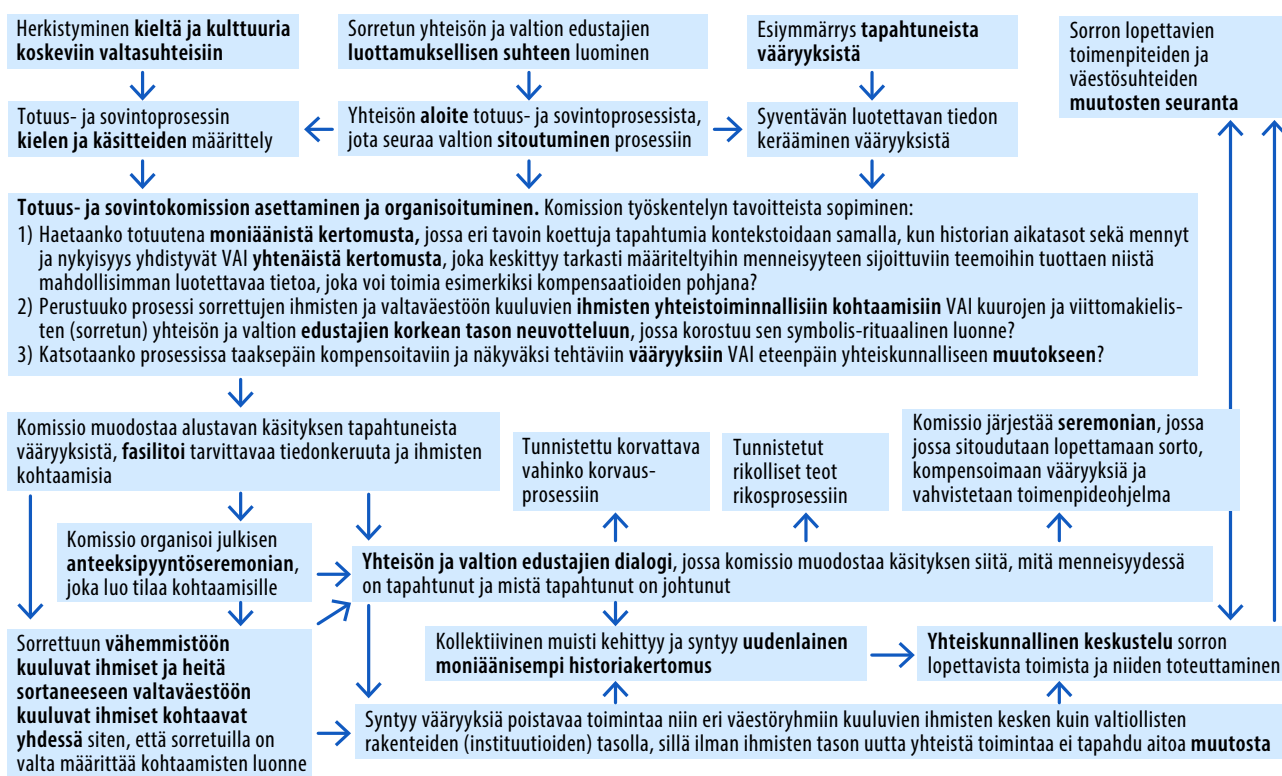 Herkistyminen kieltä ja kulttuuria
koskeviin valtasuhteisiin
Sorretun yhteisön ja valtion edustajien
luottamuksellisen suhteen luominen
Esiymmärrys tapahtuneista
vääryyksistä
Sorron lopettavien
toimenpiteiden ja
väestösuhteiden
muutosten seuranta
Totuus- ja sovintoprosessin
kielen ja käsitteiden määrittely
Yhteisön aloite totuus- ja sovintoprosessista,
jota seuraa valtion sitoutuminen prosessiin
Syventävän luotettavan tiedon
kerääminen vääryyksistä
Totuus- ja sovintokomission asettaminen ja organisoituminen. Komission työskentelyn tavoitteista sopiminen:
1) Haetaanko totuutena moniäänistä kertomusta, jossa eri tavoin koettuja tapahtumia kontekstoidaan samalla, kun historian aikatasot sekä mennyt
ja nykyisyys yhdistyvät VAI yhtenäistä kertomusta, joka keskittyy tarkasti määriteltyihin menneisyyteen sijoittuviin teemoihin tuottaen niistä
mahdollisimman luotettavaa tietoa, joka voi toimia esimerkiksi kompensaatioiden pohjana?
2) Perustuuko prosessi sorrettujen ihmisten ja valtaväestöön kuuluvien ihmisten yhteistoiminnallisiin kohtaamisiin VAI kuurojen ja viittomakielis-
ten (sorretun) yhteisön ja valtion edustajien korkean tason neuvotteluun, jossa korostuu sen symbolis-rituaalinen luonne?
3) Katsotaanko prosessissa taaksepäin kompensoitaviin ja näkyväksi tehtäviin vääryyksiin VAI eteenpäin yhteiskunnalliseen muutokseen?
Komissio muodostaa alustavan käsityksen tapahtuneista
vääryyksistä, fasilitoi tarvittavaa tiedonkeruuta ja ihmisten
kohtaamisia
Tunnistettu korvattava
vahinko korvaus-
prosessiin
Tunnistetut
rikolliset teot
rikosprosessiin
Komissio järjestää seremonian, jossa
jossa sitoudutaan lopettamaan sorto,
kompensoimaan vääryyksiä ja
vahvistetaan toimenpideohjelma
Komissio organisoi julkisen
anteeksipyyntöseremonian,
joka luo tilaa kohtaamisille
Yhteisön ja valtion edustajien dialogi, jossa komissio muodostaa käsityksen siitä, mitä menneisyydessä
on tapahtunut ja mistä tapahtunut on johtunut
Sorrettuun vähemmistöön
kuuluvat ihmiset ja heitä
sortaneeseen valtaväestöön
kuuluvat ihmiset kohtaavat
yhdessä siten, että sorretuilla on
valta määrittää kohtaamisten luonne
Kollektiivinen muisti kehittyy ja syntyy uudenlainen
moniäänisempi historiakertomus
Yhteiskunnallinen keskustelu sorron
lopettavista toimista ja niiden toteuttaminen
Syntyy vääryyksiä poistavaa toimintaa niin eri väestöryhmiin kuuluvien ihmisten kesken kuin valtiollisten
rakenteiden (instituutioiden) tasolla, sillä ilman ihmisten tason uutta yhteistä toimintaa ei tapahdu aitoa muutosta